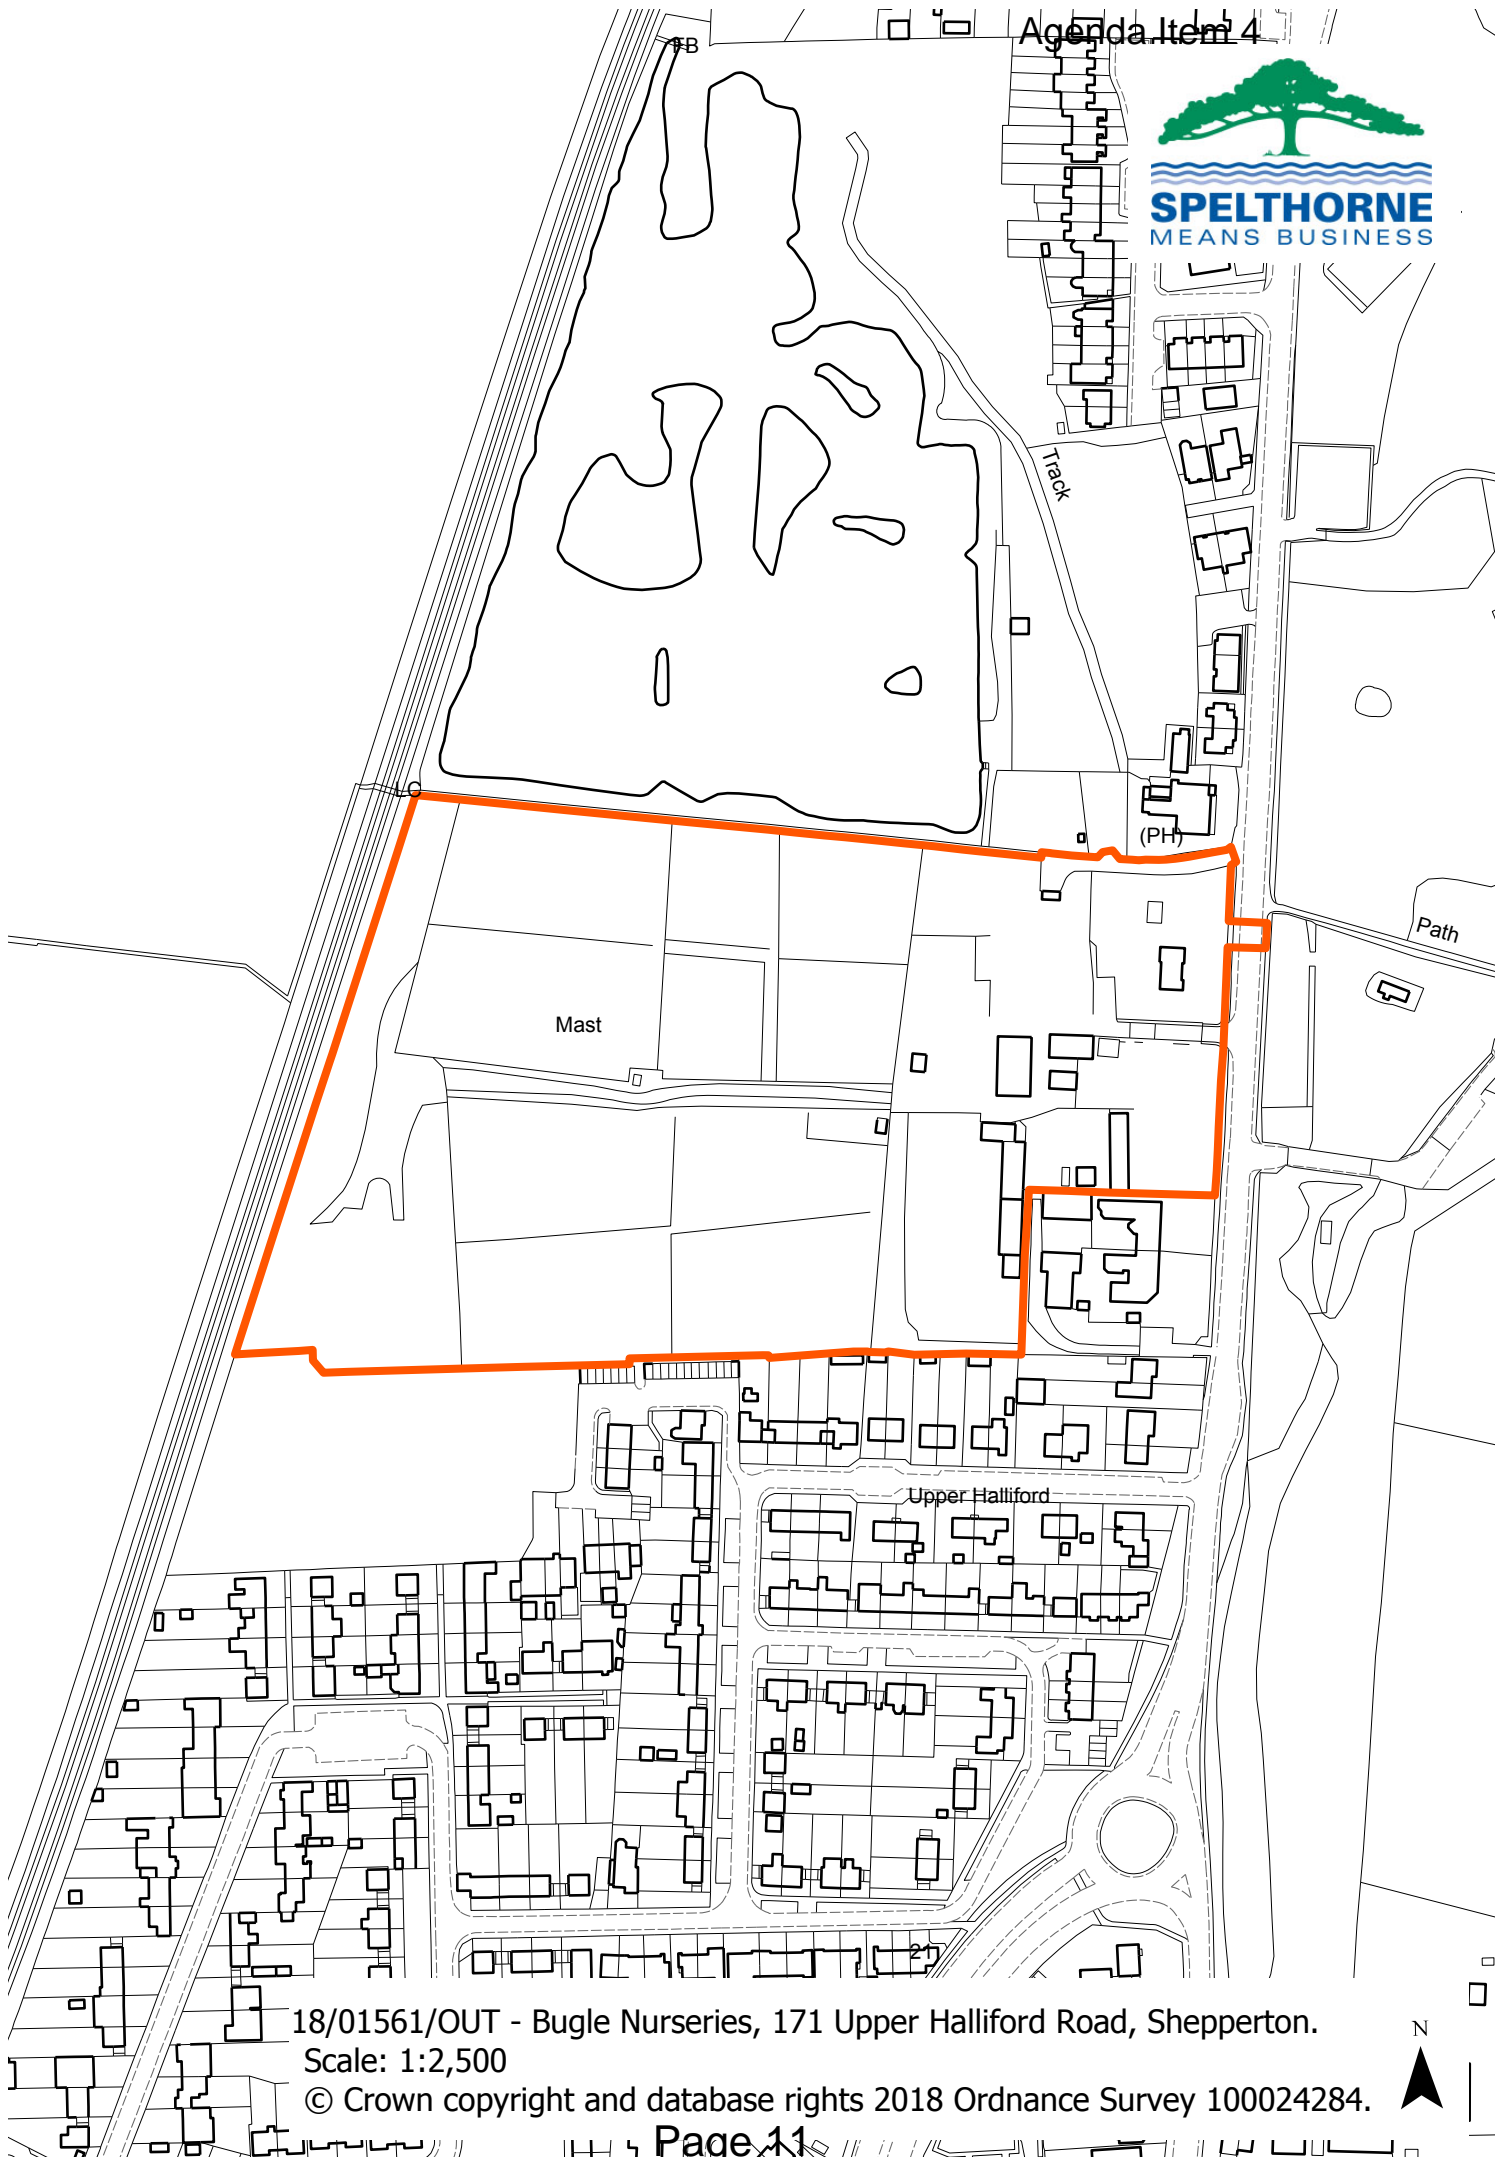 Agenda Item 4
TB
SPELTHORNE
MEANS BUSINESS
Track
LC
(PH)
Path
Mast
Upper Halliford
21
18/01561/OUT - Bugle Nurseries, 171 Upper Halliford Road, Shepperton.
Scale: 1:2,500
© Crown copyright and database rights 2018 Ordnance Survey 100024284.
N
Page 11